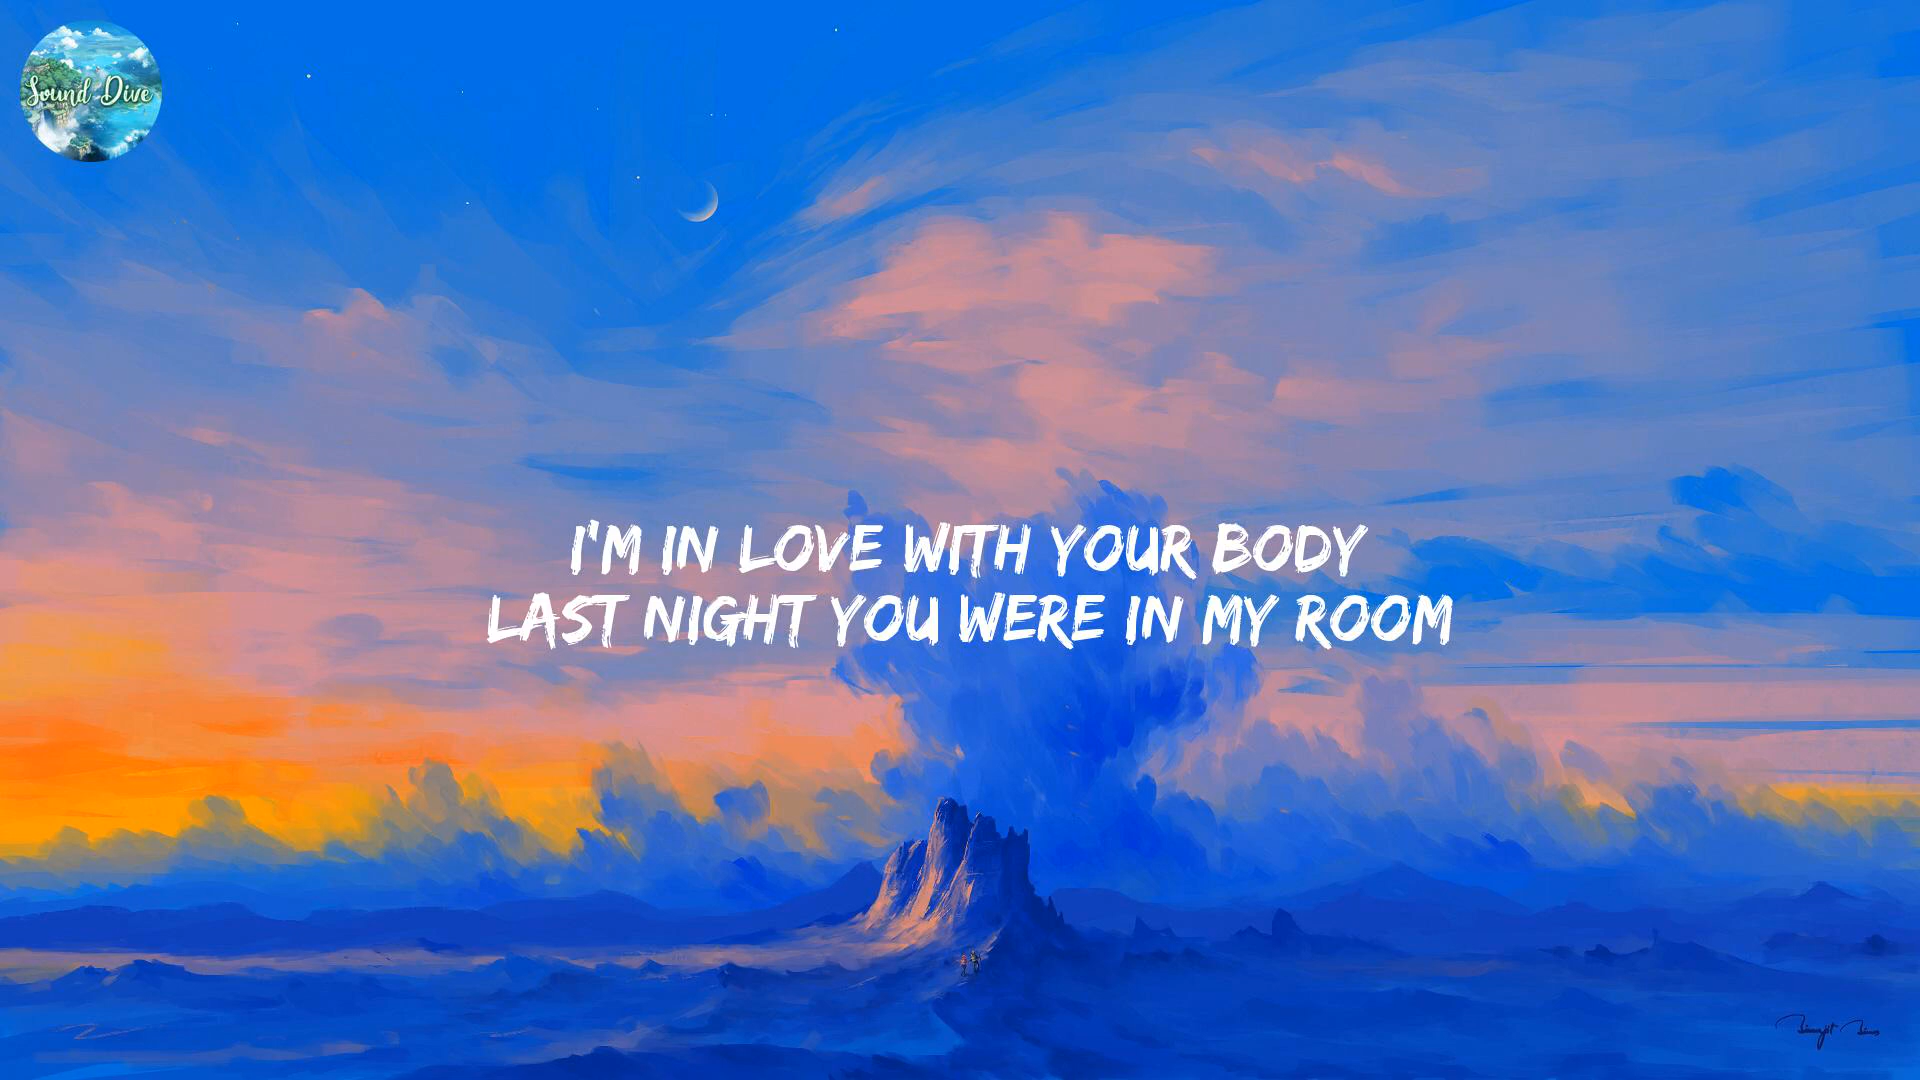 Sound Dive
I'M IN LOVE WITH YOUR BODY
LAST NIGHT YOU WERE IN MY ROOM